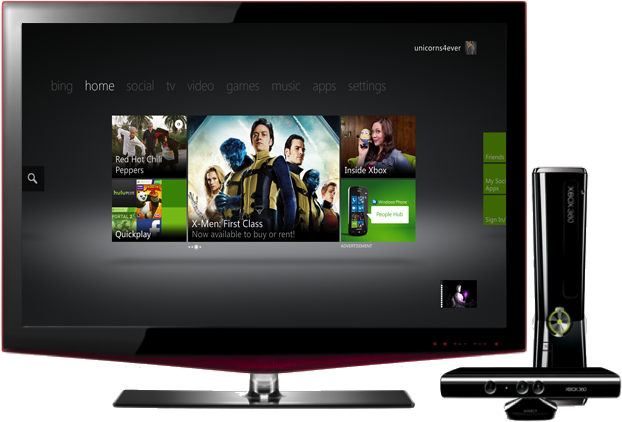 unicorns4ever
bing home social tv video games music apps settings
Red Hot Chili
Peppers
hulu
PORTAL 2
Quickplay
X-Men: First Class
Now available to buy or rent!
Inside Xbox
Windows Phone
People Hub
ADVERTISEMENT
Friends
My Soc
Apps
Sign In/
XBOX 360
XBOX 360